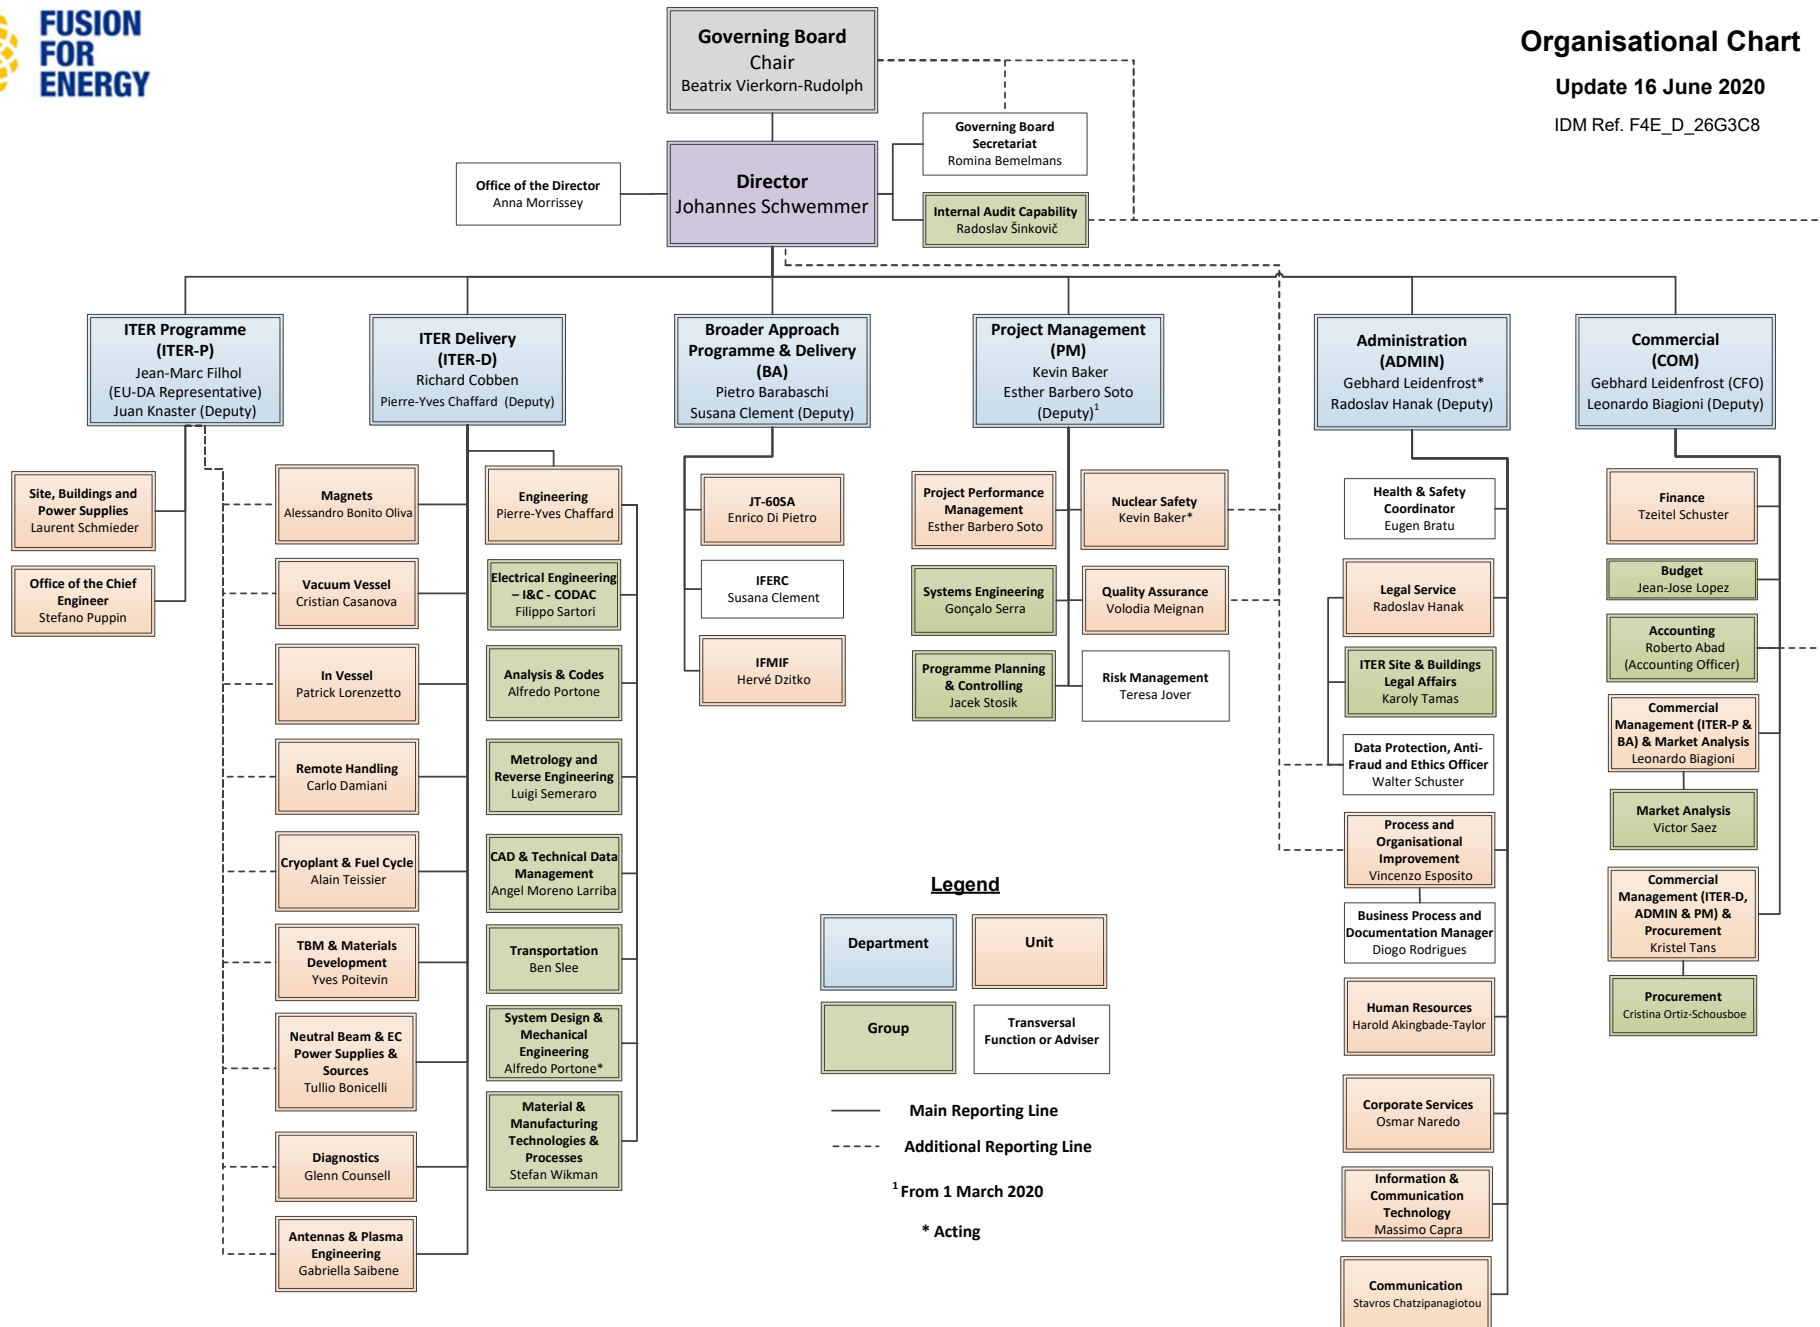 FUSION
FOR
ENERGY
Organisational Chart
Update 16 June 2020
IDM Ref. F4E_D_26G3C8
Governing Board
Chair
Beatrix Vierkorn-Rudolph
Governing Board
Secretariat
Romina Bemelmans
Office of the Director
Anna Morrissey
Director
Johannes Schwemmer
Internal Audit Capability
Radoslav Šinkovič
ITER Programme
(ITER-P)
Jean-Marc Filhol
(EU-DA Representative)
Juan Knaster (Deputy)
ITER Delivery
(ITER-D)
Richard Cobben
Pierre-Yves Chaffard (Deputy)
Broader Approach
Programme & Delivery
(BA)
Pietro Barabaschi
Susana Clement (Deputy)
Project Management
(PM)
Kevin Baker
Esther Barbero Soto
(Deputy)1
Administration
(ADMIN)
Gebhard Leidenfrost*
Radoslav Hanak (Deputy)
Commercial
(COM)
Gebhard Leidenfrost (CFO)
Leonardo Biagioni (Deputy)
Site, Buildings and
Power Supplies
Laurent Schmieder
Office of the Chief
Engineer
Stefano Puppin
Magnets
Alessandro Bonito Oliva
Vacuum Vessel
Cristian Casanova
In Vessel
Patrick Lorenzetto
Remote Handling
Carlo Damiani
Cryoplant & Fuel Cycle
Alain Teissier
TBM & Materials
Development
Yves Poitevin
Neutral Beam & EC
Power Supplies &
Sources
Tullio Bonicelli
Diagnostics
Glenn Counsell
Antennas & Plasma
Engineering
Gabriella Saibene
Engineering
Pierre-Yves Chaffard
Electrical Engineering
– I&C - CODAC
Filippo Sartori
Analysis & Codes
Alfredo Portone
Metrology and
Reverse Engineering
Luigi Semeraro
CAD & Technical Data
Management
Angel Moreno Larriba
Transportation
Ben Slee
System Design &
Mechanical
Engineering
Alfredo Portone*
Material &
Manufacturing
Technologies &
Processes
Stefan Wikman
JT-60SA
Enrico Di Pietro
IFERC
Susana Clement
IFMIF
Hervé Dzitko
Project Performance
Management
Esther Barbero Soto
Systems Engineering
Gonçalo Serra
Programme Planning
& Controlling
Jacek Stosik
Nuclear Safety
Kevin Baker*
Quality Assurance
Volodia Meignan
Risk Management
Teresa Jover
Health & Safety
Coordinator
Eugen Bratu
Legal Service
Radoslav Hanak
ITER Site & Buildings
Legal Affairs
Karoly Tamas
Data Protection, Anti-
Fraud and Ethics Officer
Walter Schuster
Process and
Organisational
Improvement
Vincenzo Esposito
Business Process and
Documentation Manager
Diogo Rodrigues
Human Resources
Harold Akingbade-Taylor
Corporate Services
Osmar Naredo
Information &
Communication
Technology
Massimo Capra
Communication
Stavros Chatzipanagiotou
Finance
Tzeitel Schuster
Budget
Jean-Jose Lopez
Accounting
Roberto Abad
(Accounting Officer)
Commercial
Management (ITER-P &
BA) & Market Analysis
Leonardo Biagioni
Market Analysis
Victor Saez
Commercial
Management (ITER-D,
ADMIN & PM) &
Procurement
Kristel Tans
Procurement
Cristina Ortiz-Schousboe
Legend
Department
Unit
Group
Transversal
Function or Adviser
Main Reporting Line
Additional Reporting Line
1 From 1 March 2020
* Acting